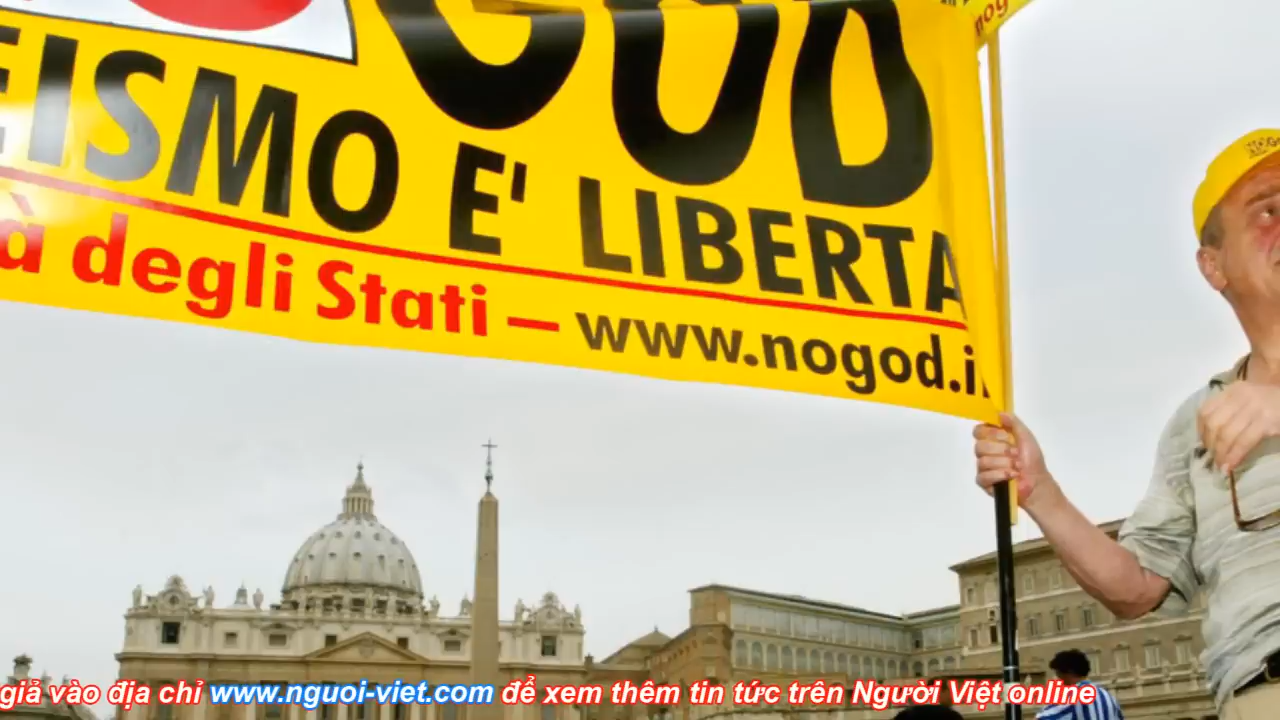 GOD
EISMO E' LIBERTA
à degli Stati – www.nogod.i
giả vào địa chỉ www.nguoi-viet.com để xem thêm tin tức trên Người Việt online